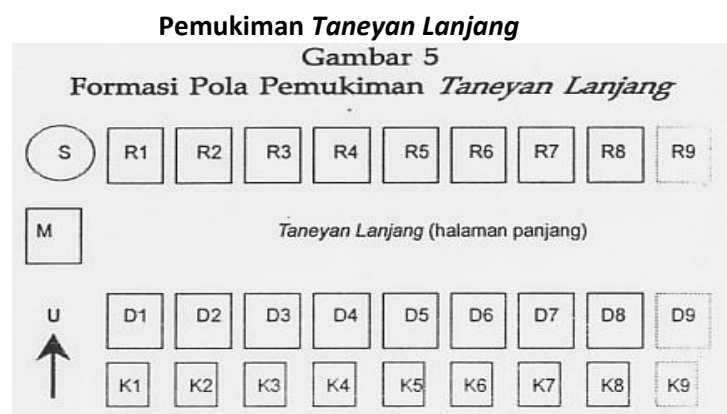 Pemukiman Taneyan Lanjang
Gambar 5
Formasi Pola Pemukiman Taneyan Lanjang
S R1 R2 R3 R4 R5 R6 R7 R8 R9
M Taneyan Lanjang (halaman panjang)
U D1 D2 D3 D4 D5 D6 D7 D8 D9
K1 K2 K3 K4 K5 K6 K7 K8 K9